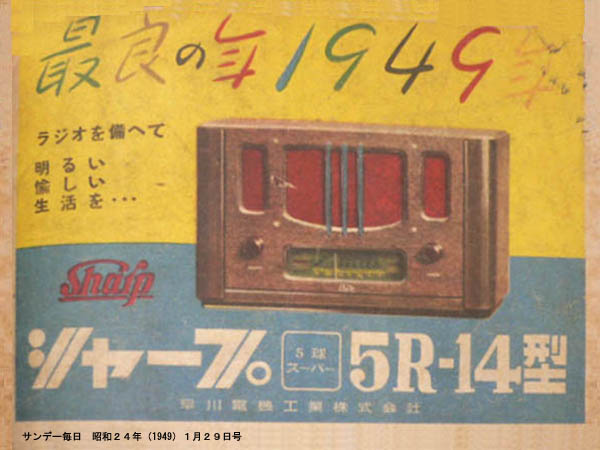 最良の年1949年
ラジオを備へて
明るい
愉しい
生活を・・・
Sharp
シャープ。
5球
スーパー
5R-14型
早川電機工業株式会社
サンデー毎日 昭和２４年（1949）１月２９日号